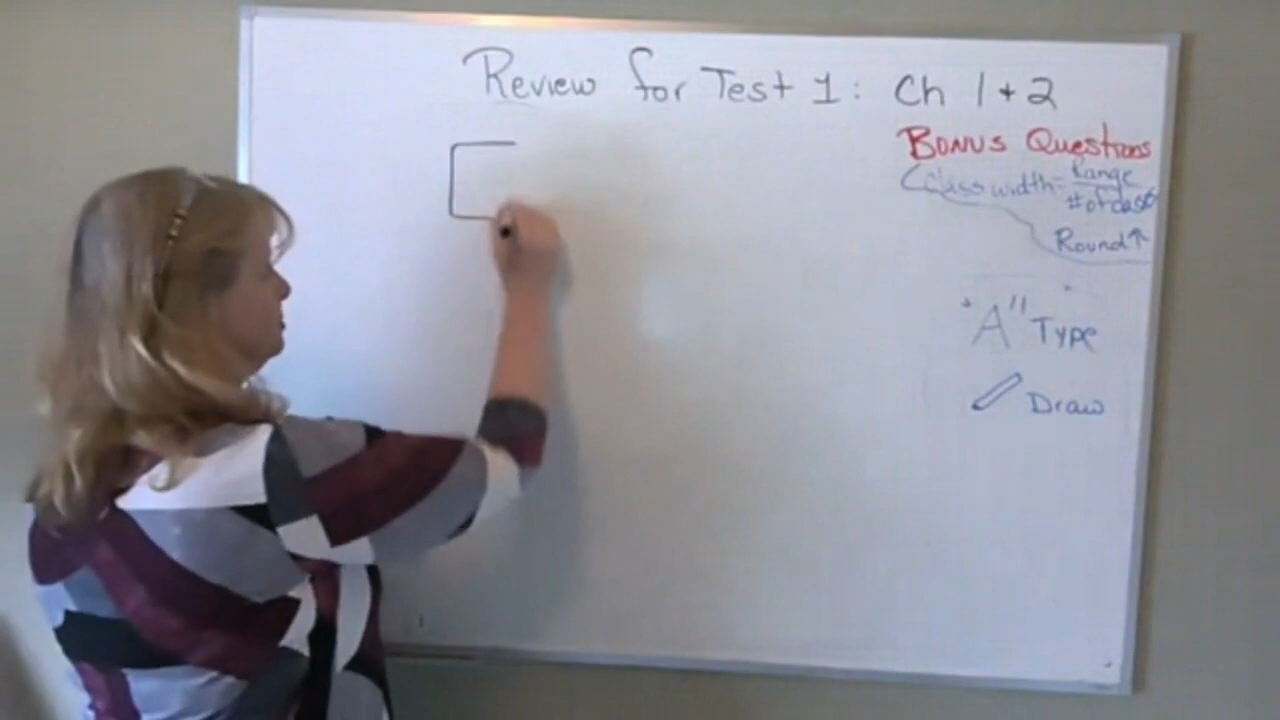 Review for Test 1: Ch 1 + 2
Bonus Questions
Class width = Range
# of class
Round ↑
"A" Type
Draw